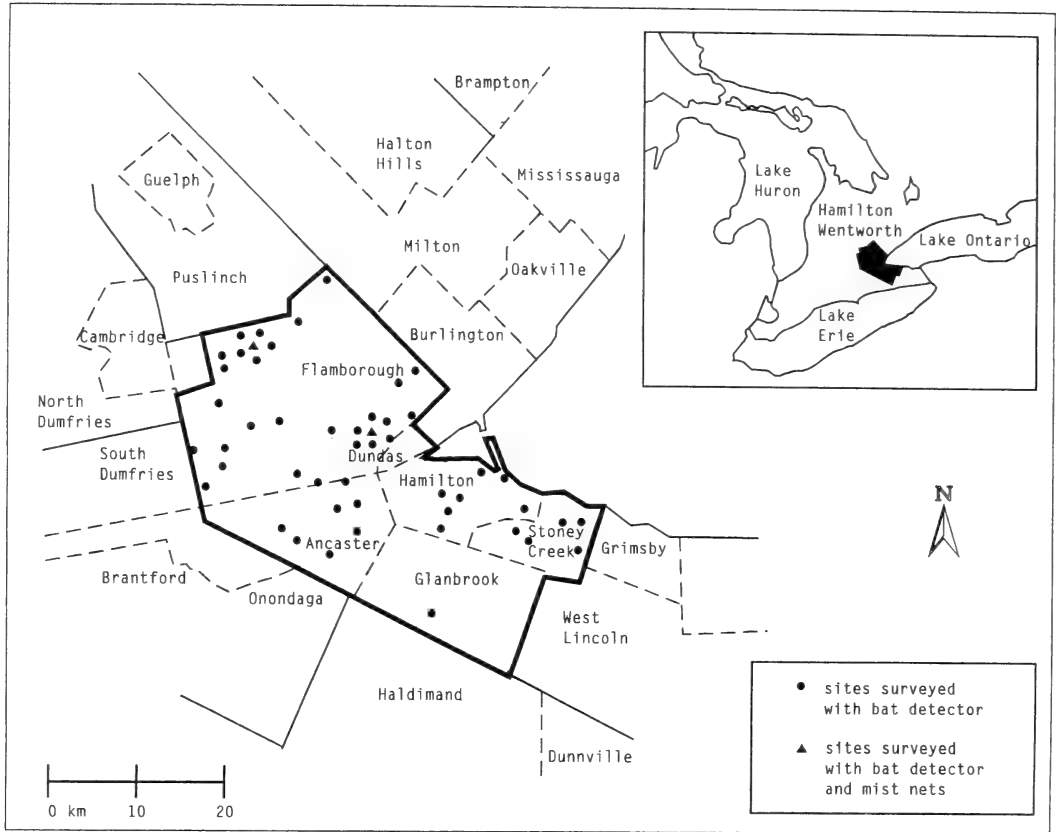 Brampton
Halton
Hills
Guelph
Mississauga
Milton
Oakville
Puslinch
Burlington
Cambridge
Flamborough
North
Dumfries
South
Dumfries
Dundas
Hamilton
Stoney
Creek
Grimsby
Ancaster
Glanbrook
Brantford
Onondaga
West
Lincoln
Haldimand
Dunnville
Lake
Huron
Hamilton
Wentworth
Lake Ontario
Lake
Erie
N
sites surveyed
with bat detector
sites surveyed
with bat detector
and mist nets
0 km 10 20